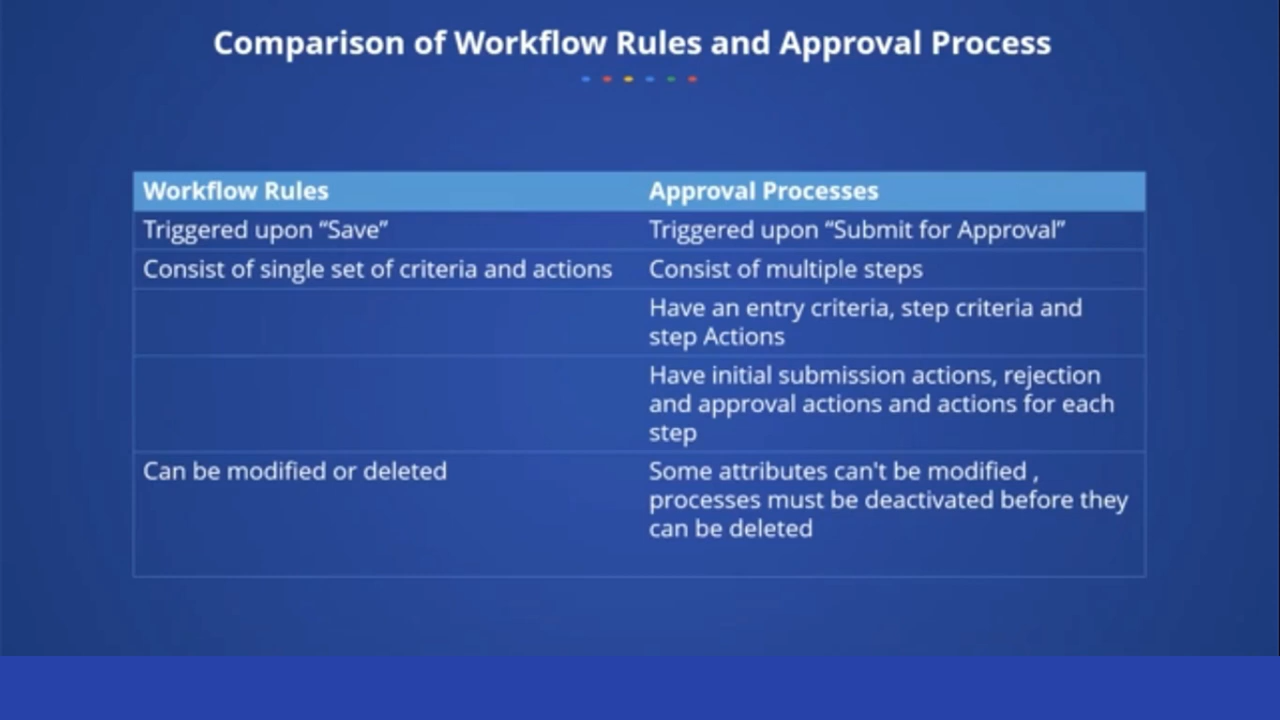 Comparison of Workflow Rules and Approval Process
Workflow Rules
Approval Processes
Triggered upon “Save”
Triggered upon “Submit for Approval”
Consist of single set of criteria and actions
Consist of multiple steps
Have an entry criteria, step criteria and
step Actions
Have initial submission actions, rejection
and approval actions and actions for each
step
Can be modified or deleted
Some attributes can't be modified ,
processes must be deactivated before they
can be deleted